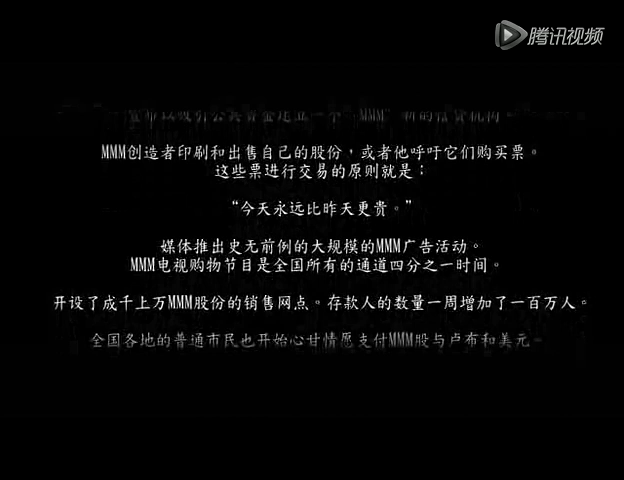 腾讯视频
MMM创造者印刷和出售自己的股份，或者他呼吁它们购买票。
这些票进行交易的原则就是：
“今天永远比昨天更贵。”
媒体推出史无前例的大规模的MMM广告活动。
MMM电视购物节目是全国所有的通道四分之一时间。
开设了成千上万MMM股份的销售网点。存款人的数量一周增加了一百万人。
全国各地的普通市民也开始心甘情愿支付MMM股与卢布和美元